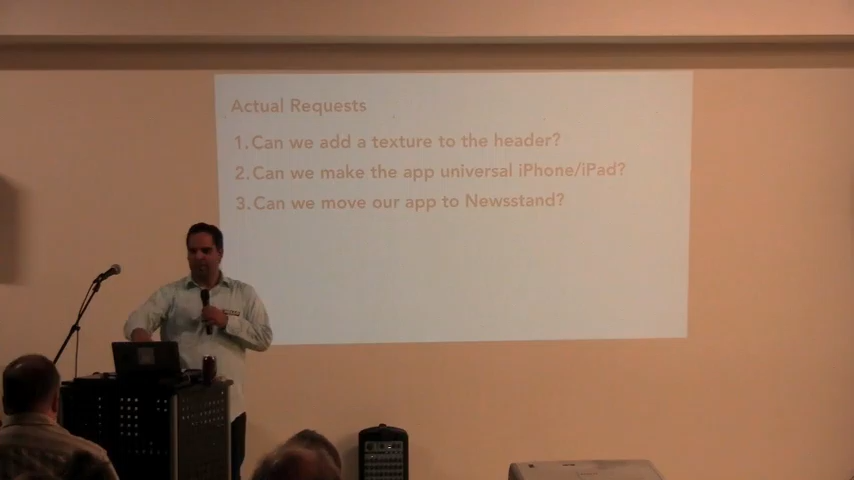 Actual Requests
1. Can we add a texture to the header?
2. Can we make the app universal iPhone/iPad?
3. Can we move our app to Newsstand?